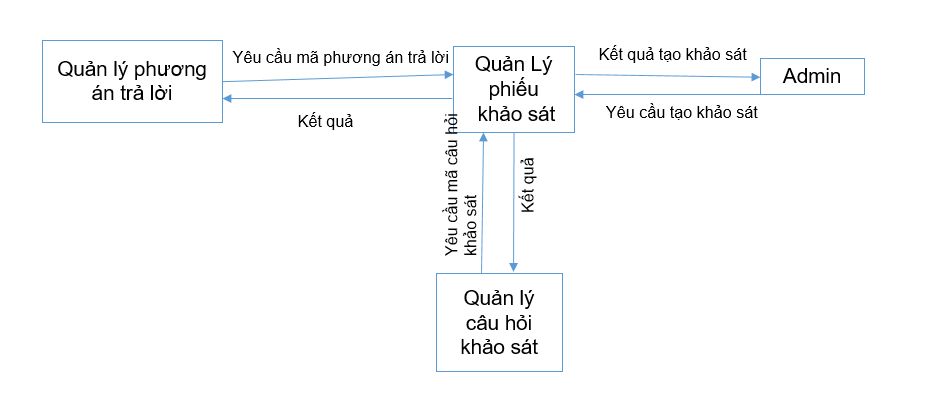 Quản lý phương
án trả lời
Yêu cầu mã phương án trả lời
Kết quả
Quản Lý
phiếu
khảo sát
Kết quả tạo khảo sát
Yêu cầu tạo khảo sát
Admin
Yêu cầu mã câu hỏi
khảo sát
Kết quả
Quản lý
câu hỏi
khảo sát